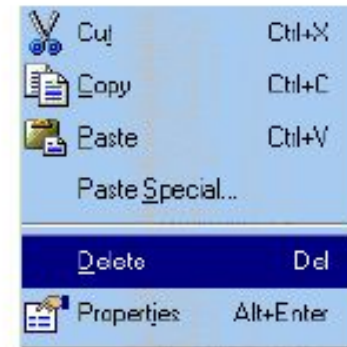 Cut Ctrl+X
Copy Ctrl+C
Paste Ctrl+V
Paste Special...
Delete Del
Properties Alt+Enter